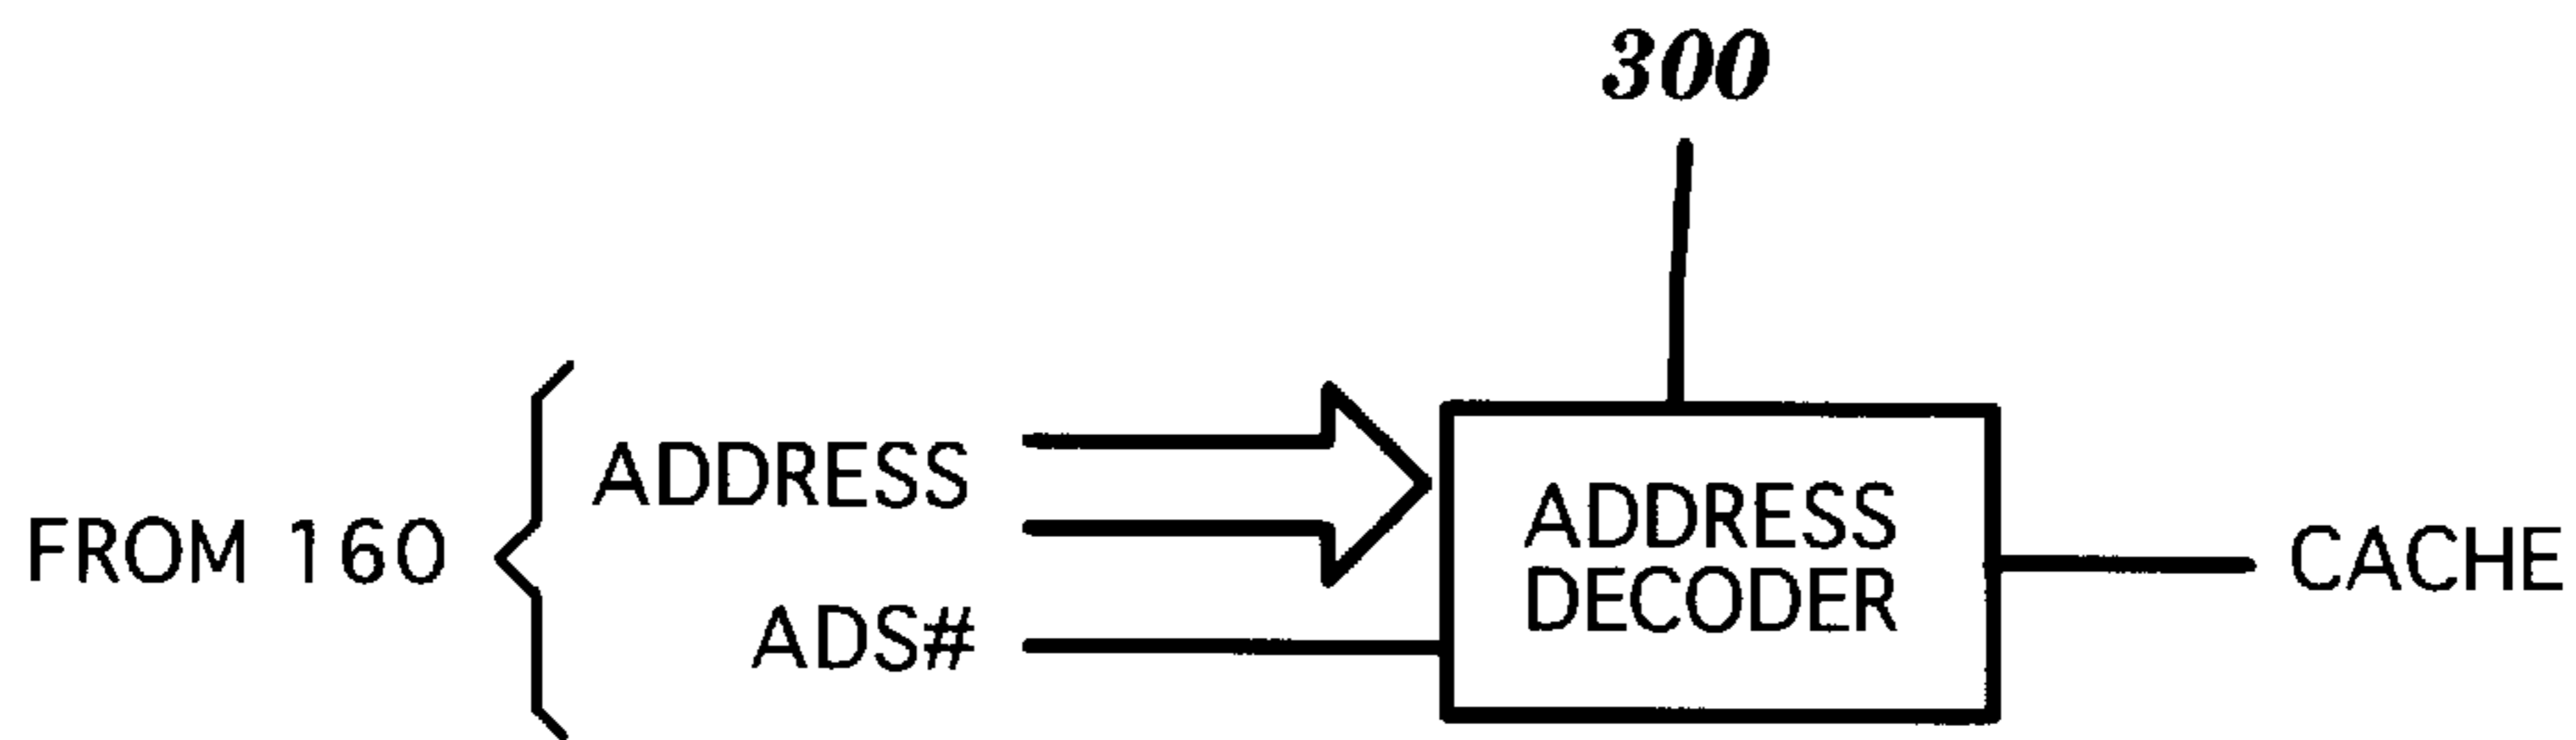 300
FROM 160
ADDRESS
ADS#
ADDRESS
DECODER
CACHE